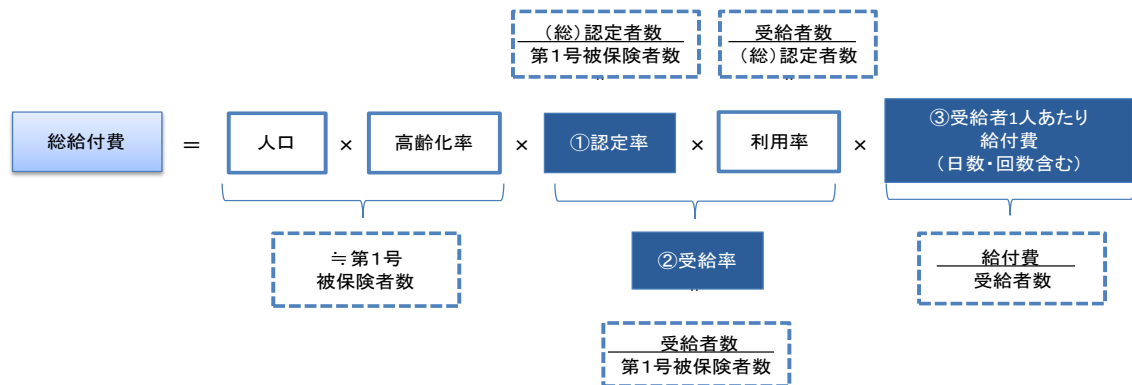 (総)認定者数
第1号被保険者数
受給者数
(総)認定者数
=
=
総給付費 = 人口 × 高齢化率 × ①認定率 × 利用率 × ③受給者1人あたり
給付費
(日数・回数含む)
≒第1号
被保険者数
②受給率
給付費
受給者数
=
受給者数
第1号被保険者数